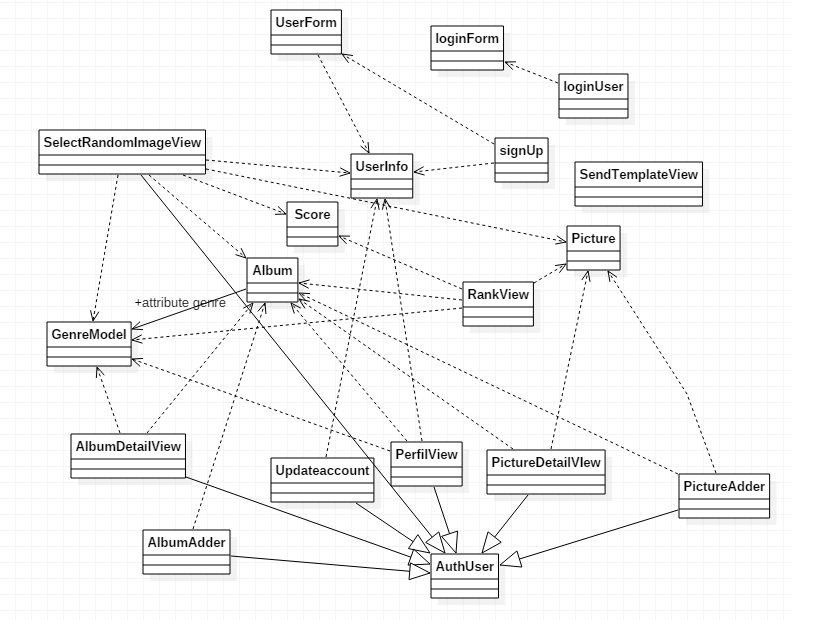 UserForm
loginForm
loginUser
SelectRandomImageView
signUp
UserInfo
SendTemplateView
Score
Picture
Album
RankView
+attribute genre
GenreModel
AlbumDetailView
PerfilView
PictureDetailVIew
Updateaccount
PictureAdder
AlbumAdder
AuthUser